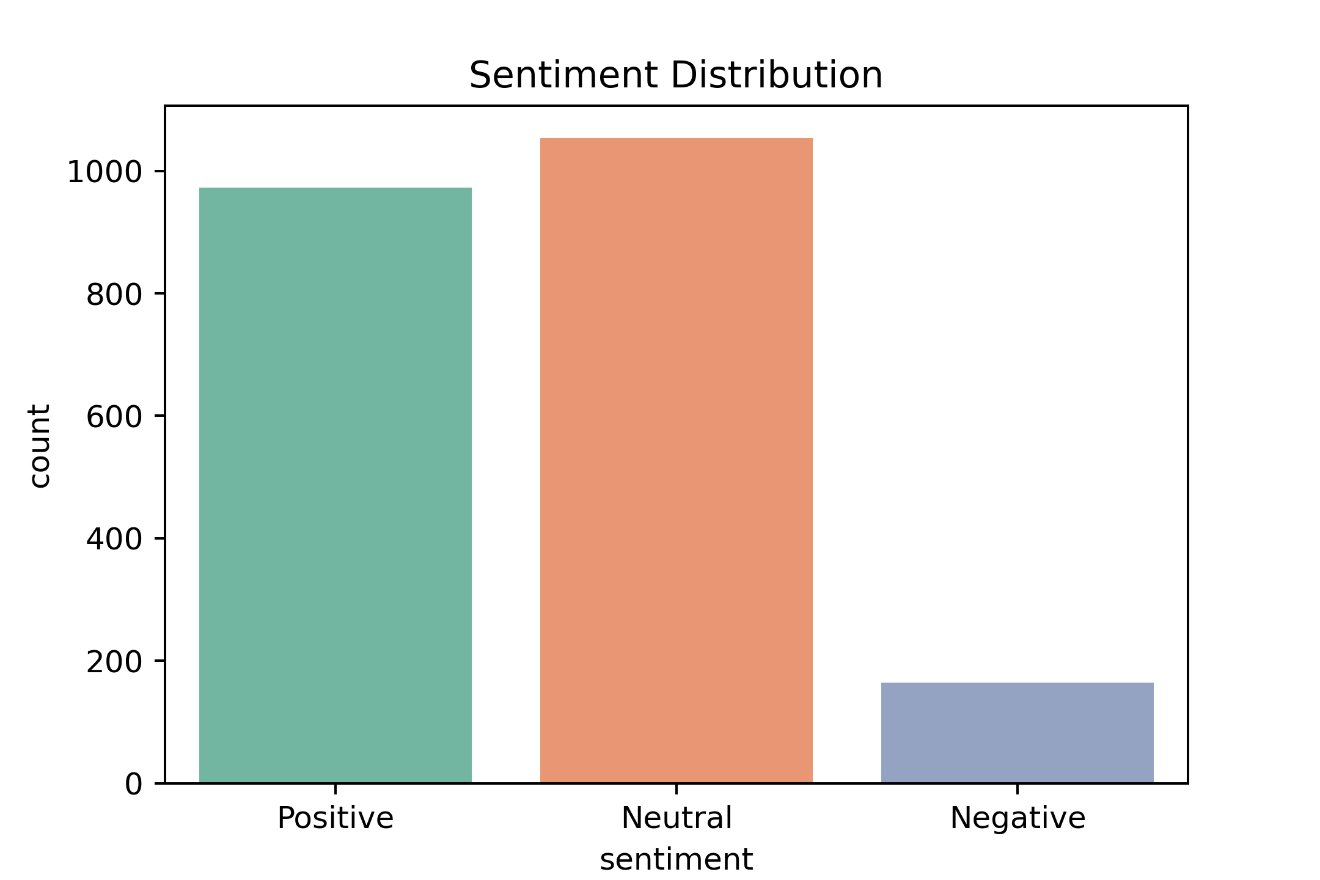 Sentiment Distribution
1000
800
600
400
200
0
count
Positive Neutral Negative
sentiment